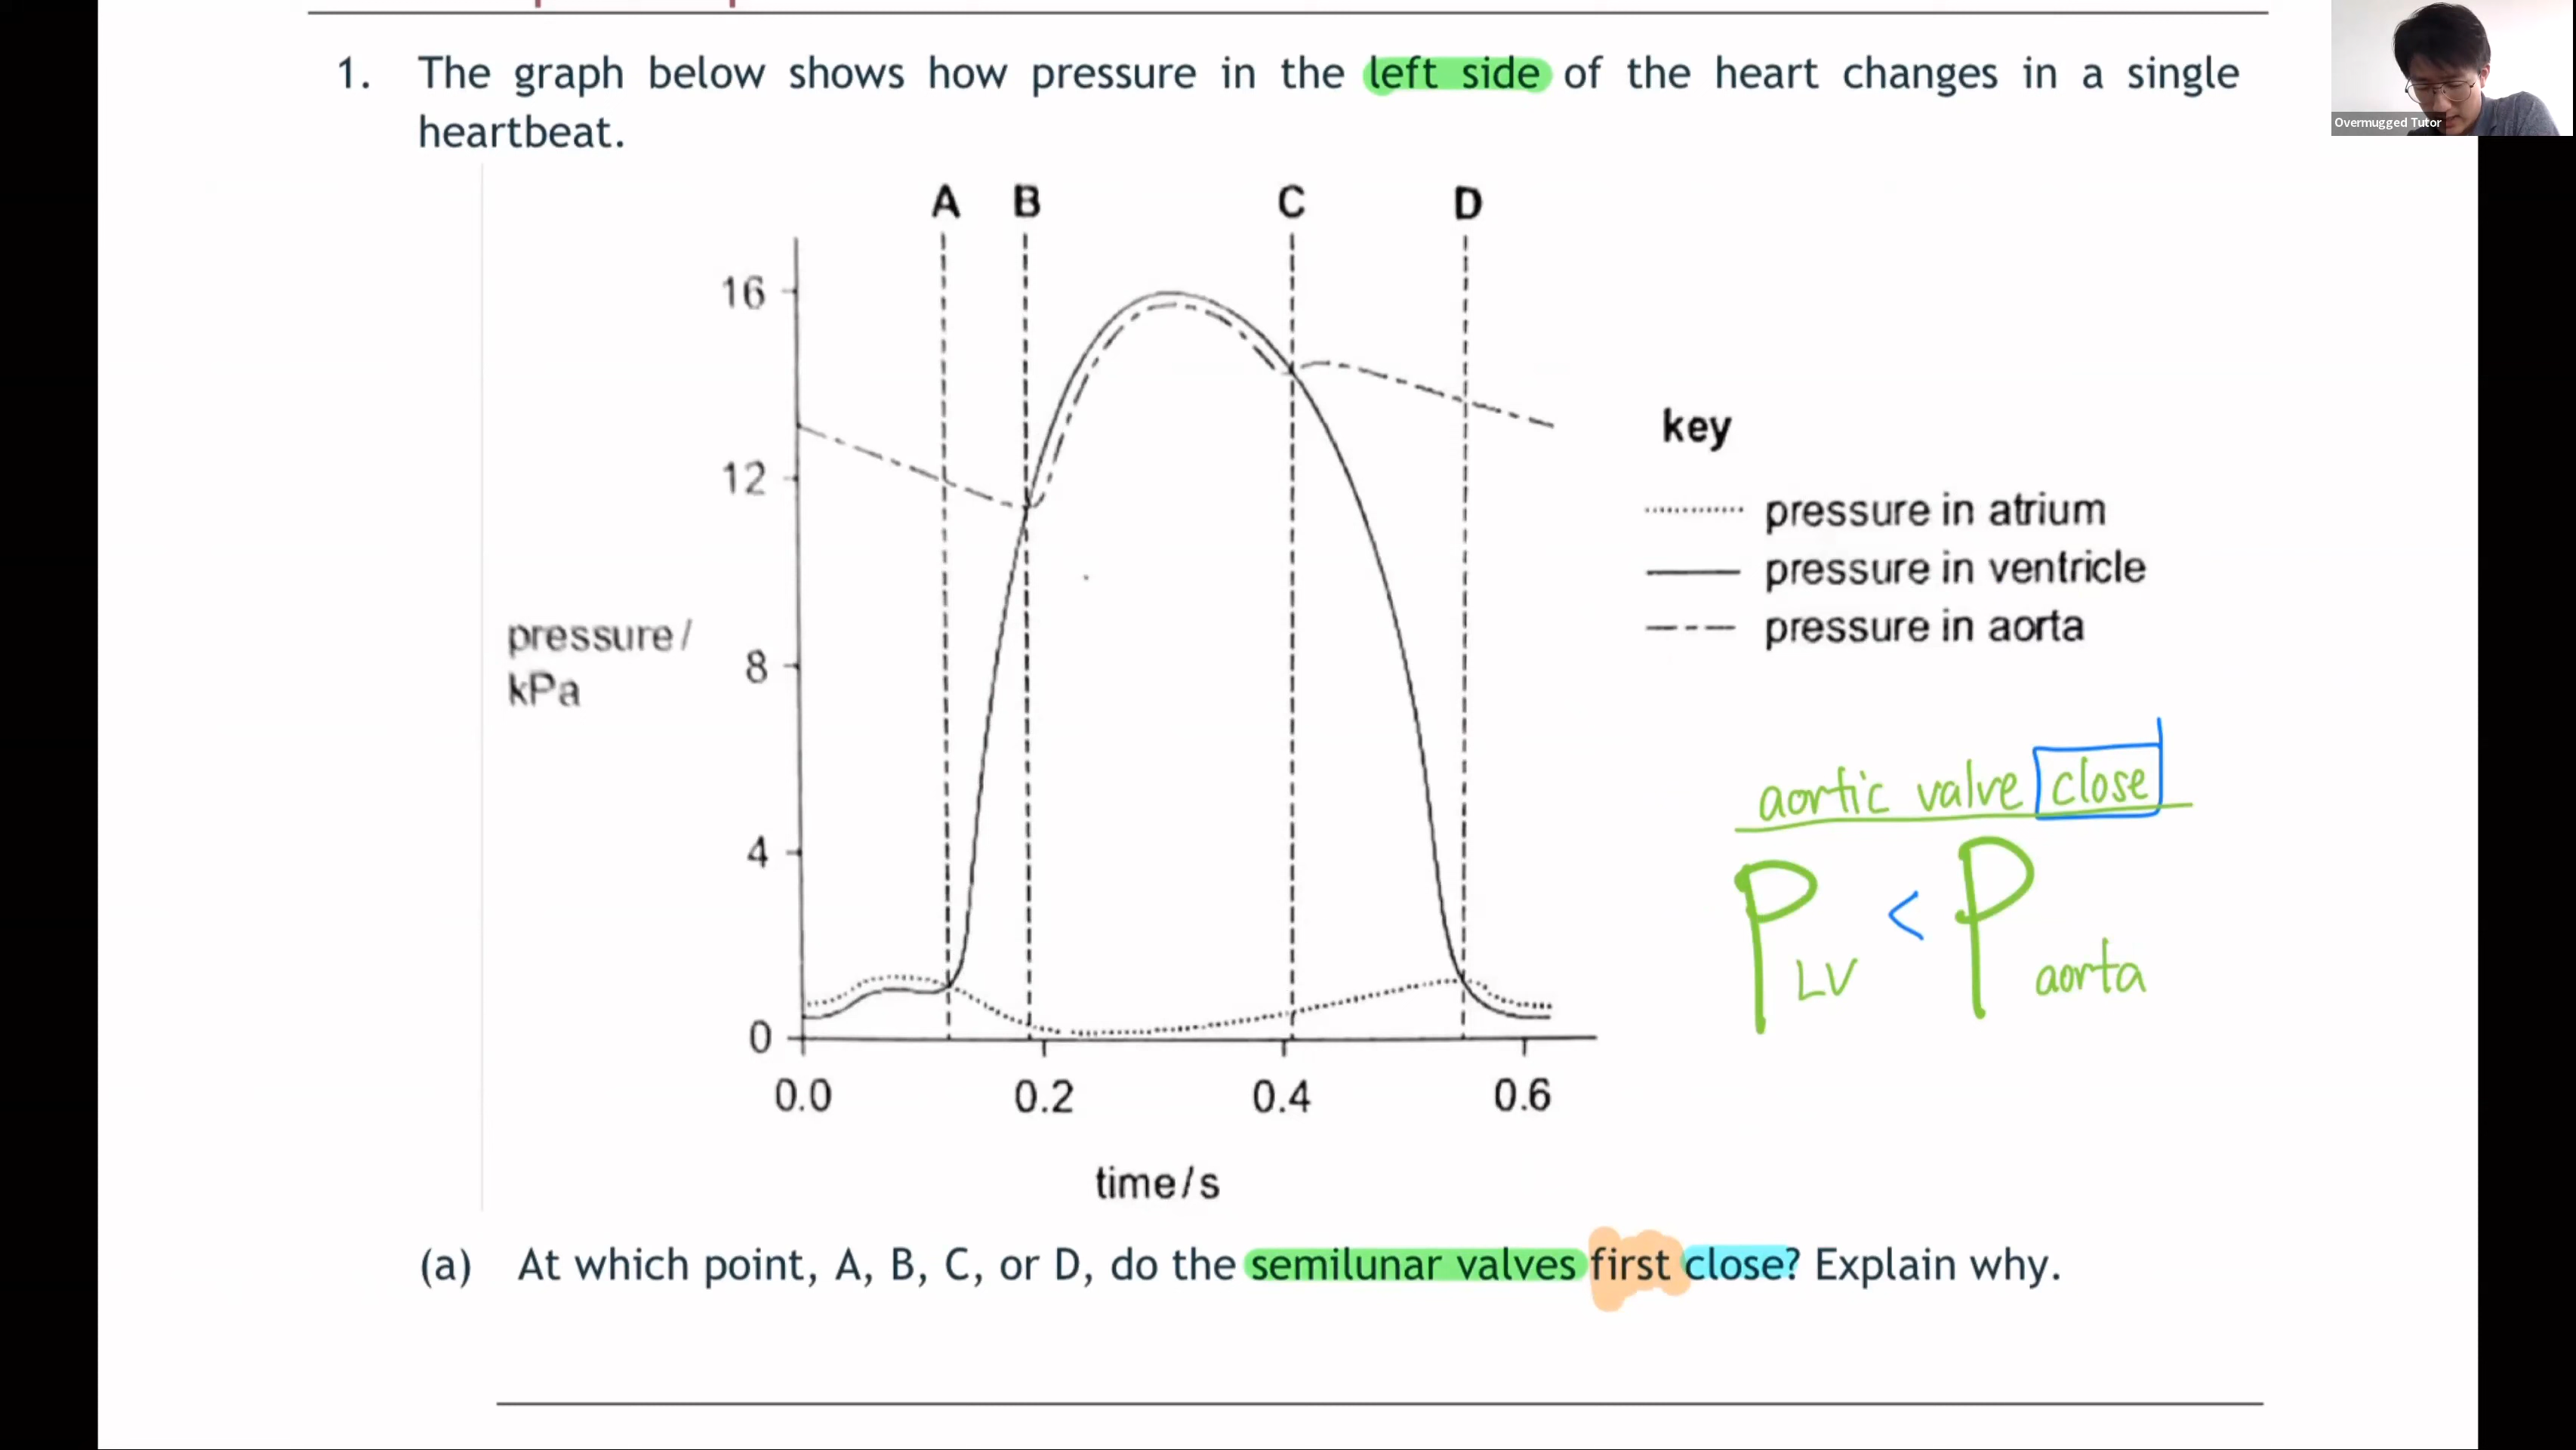 Overmugged Tutor
1. The graph below shows how pressure in the left side of the heart changes in a single
heartbeat.
A B C D
16
12
8
4
0
pressure /
kPa
0.0 0.2 0.4 0.6
time / s
key
pressure in atrium
pressure in ventricle
pressure in aorta
aortic valve close
P LV < P aorta
(a) At which point, A, B, C, or D, do the semilunar valves first close? Explain why.